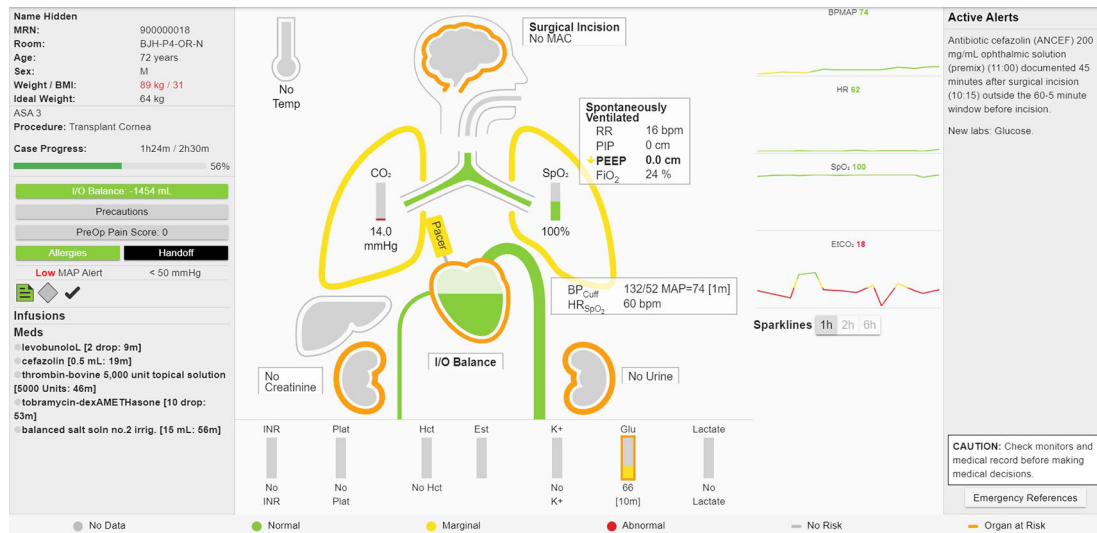 Name Hidden
MRN: 900000018
Room: BJH-P4-OR-N
Age: 72 years
Sex: M
Weight / BMI: 89 kg / 31
Ideal Weight: 64 kg
ASA 3
Procedure: Transplant Cornea
Case Progress: 1h24m / 2h30m
56%
I/O Balance: -1454 mL
Precautions
PreOp Pain Score: 0
Allergies Handoff
Low MAP Alert < 50 mmHg
Infusions
Meds
levobunoloL [2 drop: 9m]
cefazolin [0.5 mL: 19m]
thrombin-bovine 5,000 unit topical solution
[5000 Units: 46m]
tobramycin-dexAMETHasone [10 drop:
53m]
balanced salt soln no.2 irrig. [15 mL: 56m]
No
Temp
Surgical Incision
No MAC
Spontaneously
Ventilated
RR 16 bpm
PIP 0 cm
PEEP 0.0 cm
FiO2 24 %
CO2
14.0
mmHg
SpO2
100%
Pacer
BPCuff 132/52 MAP=74 [1m]
HRSpO2 60 bpm
I/O Balance
No
Creatinine
No Urine
INR Plat Hct Est K+ Glu Lactate
No No No Hct No 66 No
INR Plat K+ [10m] Lactate
BPMAP 74
HR 62
SpO2 100
EtCO2 18
Sparklines 1h 2h 6h
Active Alerts
Antibiotic cefazolin (ANCEF) 200
mg/mL ophthalmic solution
(premix) (11:00) documented 45
minutes after surgical incision
(10:15) outside the 60-5 minute
window before incision.
New labs: Glucose.
CAUTION: Check monitors and
medical record before making
medical decisions.
Emergency References
No Data Normal Marginal Abnormal No Risk Organ at Risk